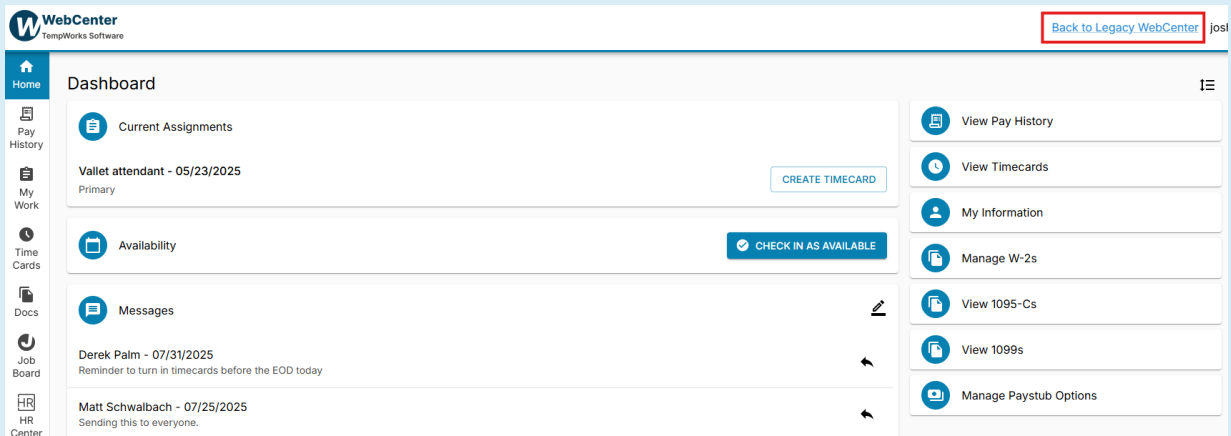 WebCenter
TempWorks Software
Back to Legacy WebCenter
Home
Pay
History
My
Work
Time
Cards
Docs
Job
Board
HR
HR
Center
Dashboard
Current Assignments
Vallet attendant - 05/23/2025
Primary
CREATE TIMECARD
Availability
CHECK IN AS AVAILABLE
Messages
Derek Palm - 07/31/2025
Reminder to turn in timecards before the EOD today
Matt Schwalbach - 07/25/2025
Sending this to everyone.
View Pay History
View Timecards
My Information
Manage W-2s
View 1095-Cs
View 1099s
Manage Paystub Options